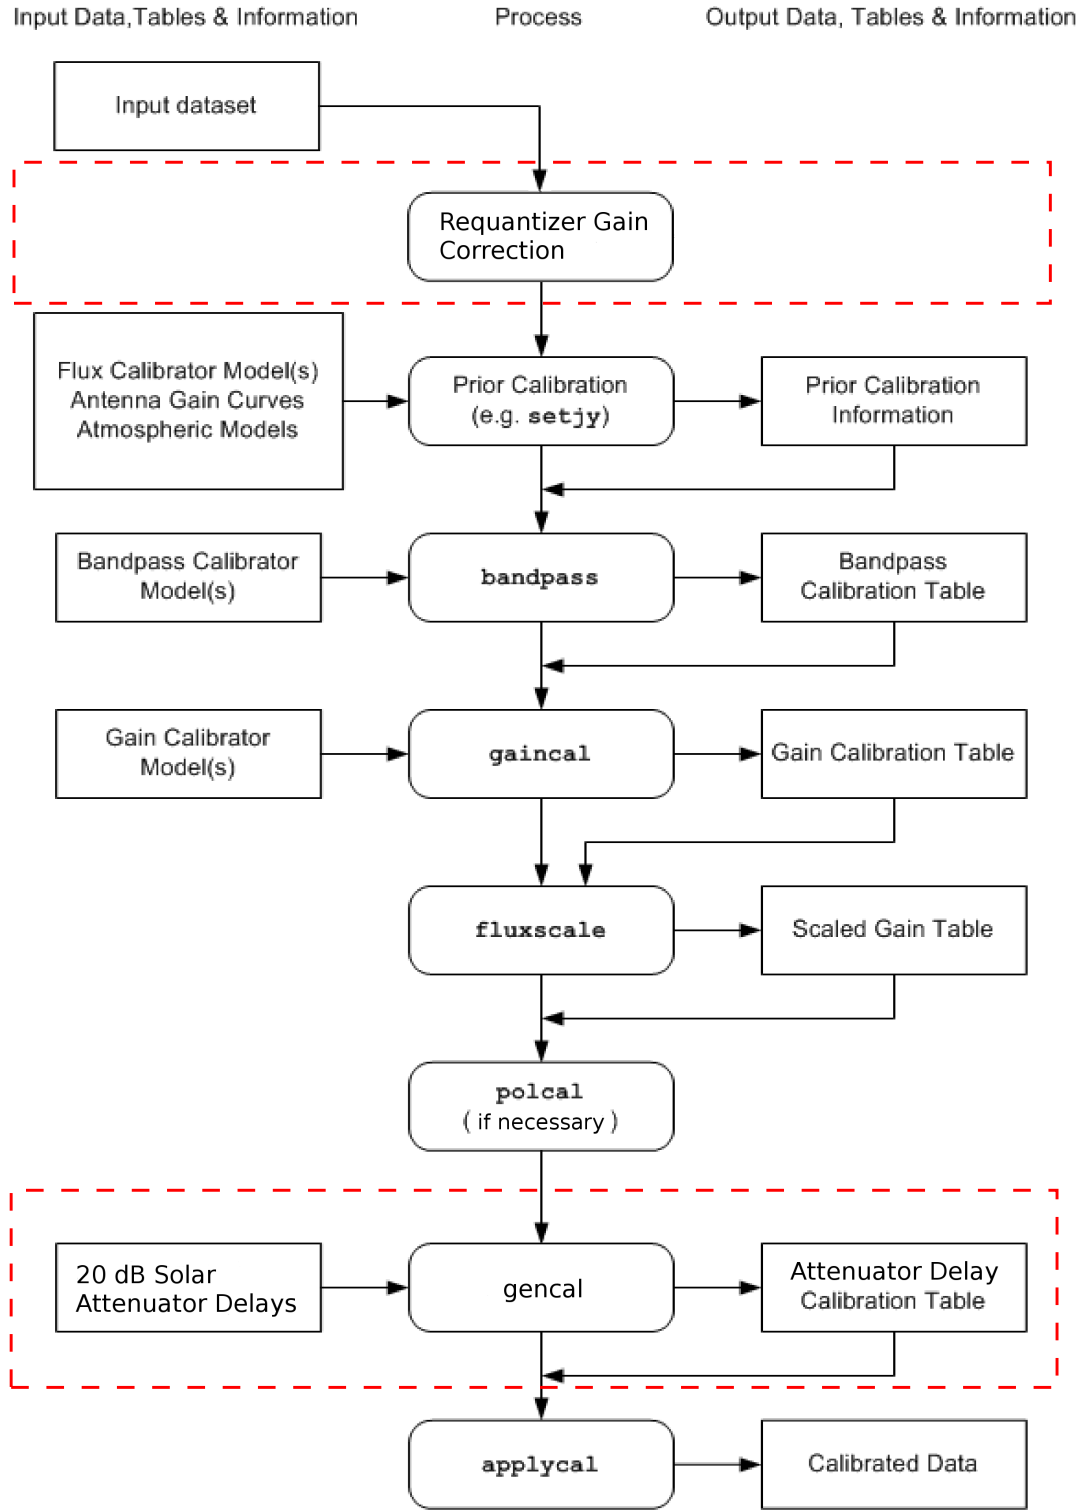 Input Data,Tables & Information
Process
Output Data, Tables & Information
Input dataset
Requantizer Gain
Correction
Flux Calibrator Model(s)
Antenna Gain Curves
Atmospheric Models
Prior Calibration
(e.g. setjy)
Prior Calibration
Information
Bandpass Calibrator
Model(s)
bandpass
Bandpass
Calibration Table
Gain Calibrator
Model(s)
gaincal
Gain Calibration Table
fluxscale
Scaled Gain Table
polcal
( if necessary )
20 dB Solar
Attenuator Delays
gencal
Attenuator Delay
Calibration Table
applycal
Calibrated Data